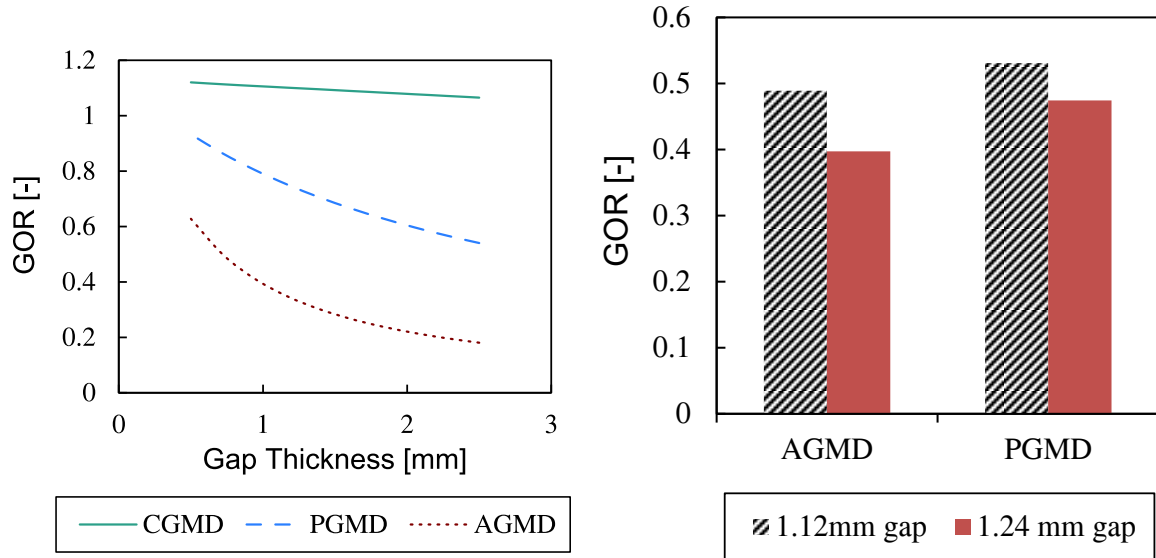 GOR [-]
1.2
1
0.8
0.6
0.4
0.2
0
0 1 2 3
Gap Thickness [mm]
CGMD PGMD AGMD
GOR [-]
0.6
0.5
0.4
0.3
0.2
0.1
0
AGMD PGMD
1.12mm gap 1.24 mm gap